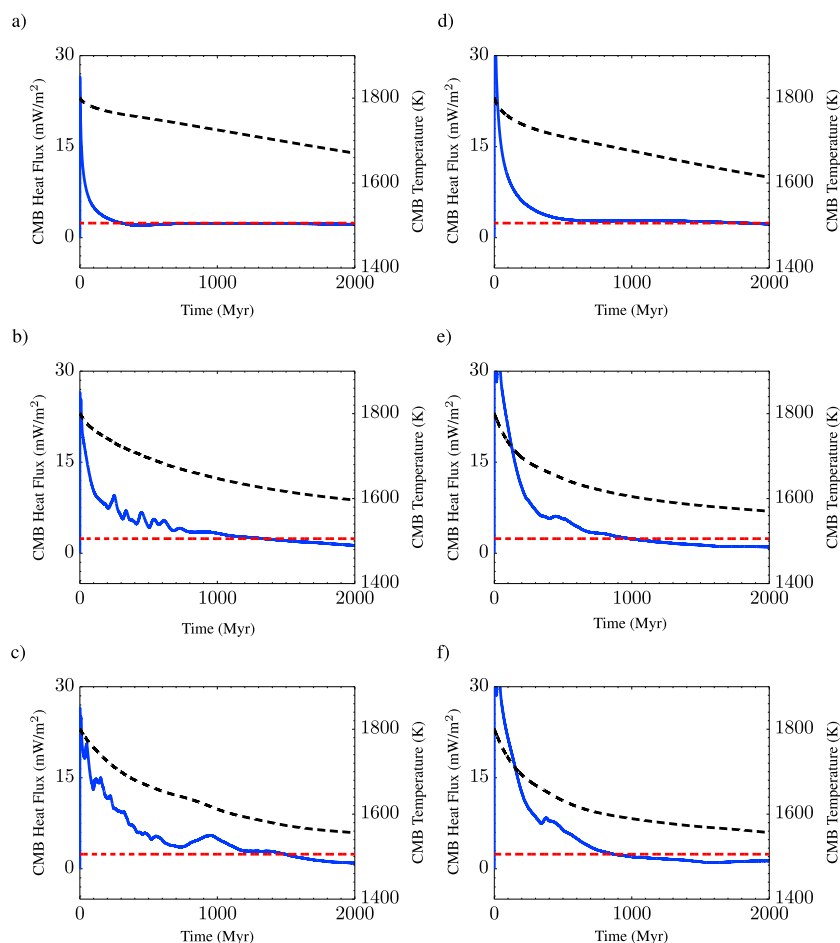 a)
30
15
0
CMB Heat Flux (mW/m²)
1800
1600
1400
CMB Temperature (K)
0
1000
2000
Time (Myr)
d)
30
15
0
CMB Heat Flux (mW/m²)
1800
1600
1400
CMB Temperature (K)
0
1000
2000
Time (Myr)
b)
30
15
0
CMB Heat Flux (mW/m²)
1800
1600
1400
CMB Temperature (K)
0
1000
2000
Time (Myr)
e)
30
15
0
CMB Heat Flux (mW/m²)
1800
1600
1400
CMB Temperature (K)
0
1000
2000
Time (Myr)
c)
30
15
0
CMB Heat Flux (mW/m²)
1800
1600
1400
CMB Temperature (K)
0
1000
2000
Time (Myr)
f)
30
15
0
CMB Heat Flux (mW/m²)
1800
1600
1400
CMB Temperature (K)
0
1000
2000
Time (Myr)